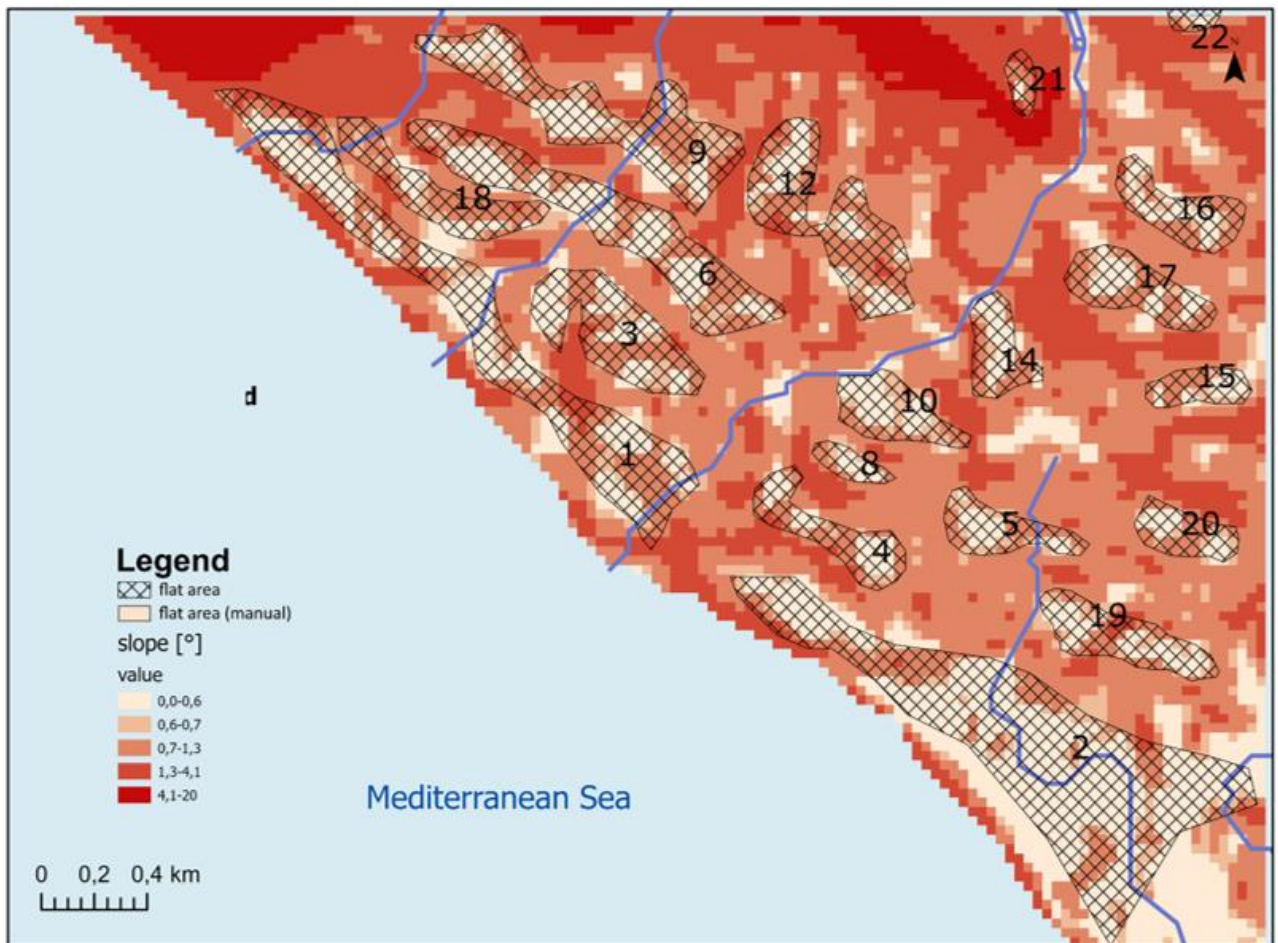 22
N
21
9
12
18
16
6
17
3
14
15
d
10
1
8
5
20
4
Legend
flat area
flat area (manual)
19
slope [°]
value
0,0-0,6
0,6-0,7
0,7-1,3
2
1,3-4,1
4,1-20
Mediterranean Sea
0 0,2 0,4 km